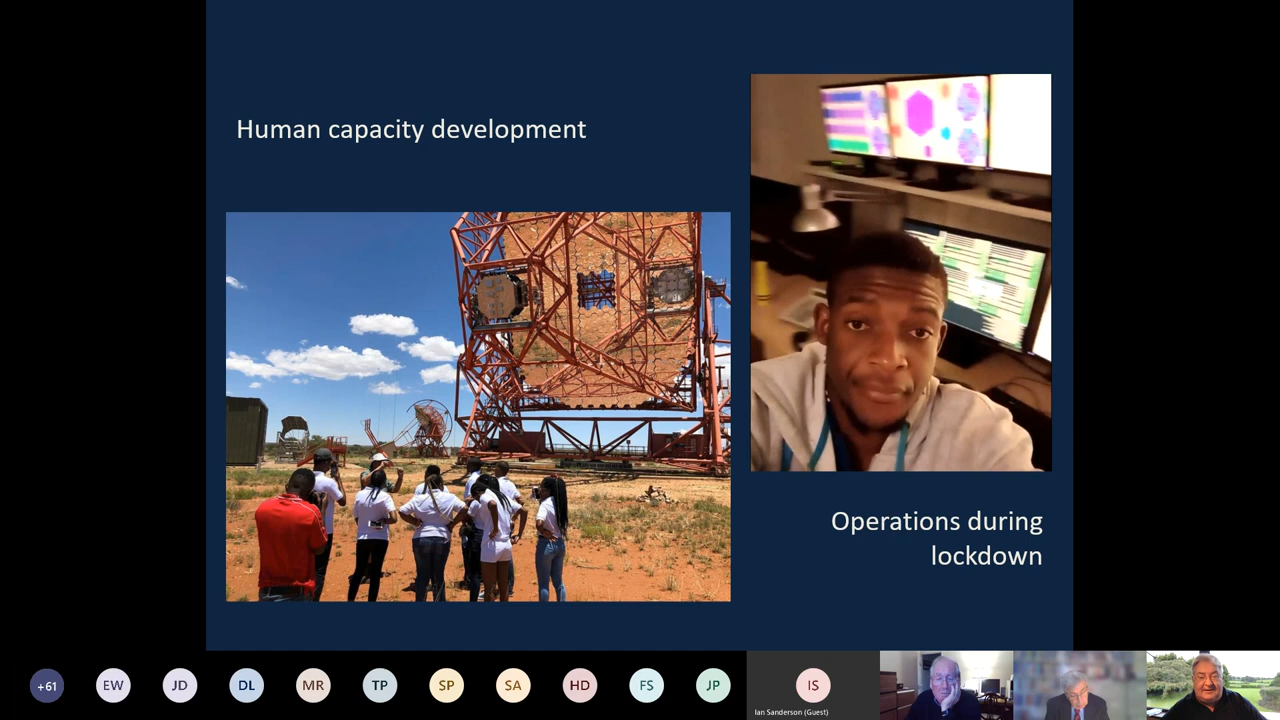 Human capacity development
Operations during
lockdown
+61
EW
JD
DL
MR
TP
SP
SA
HD
FS
JP
IS
Ian Sanderson (Guest)